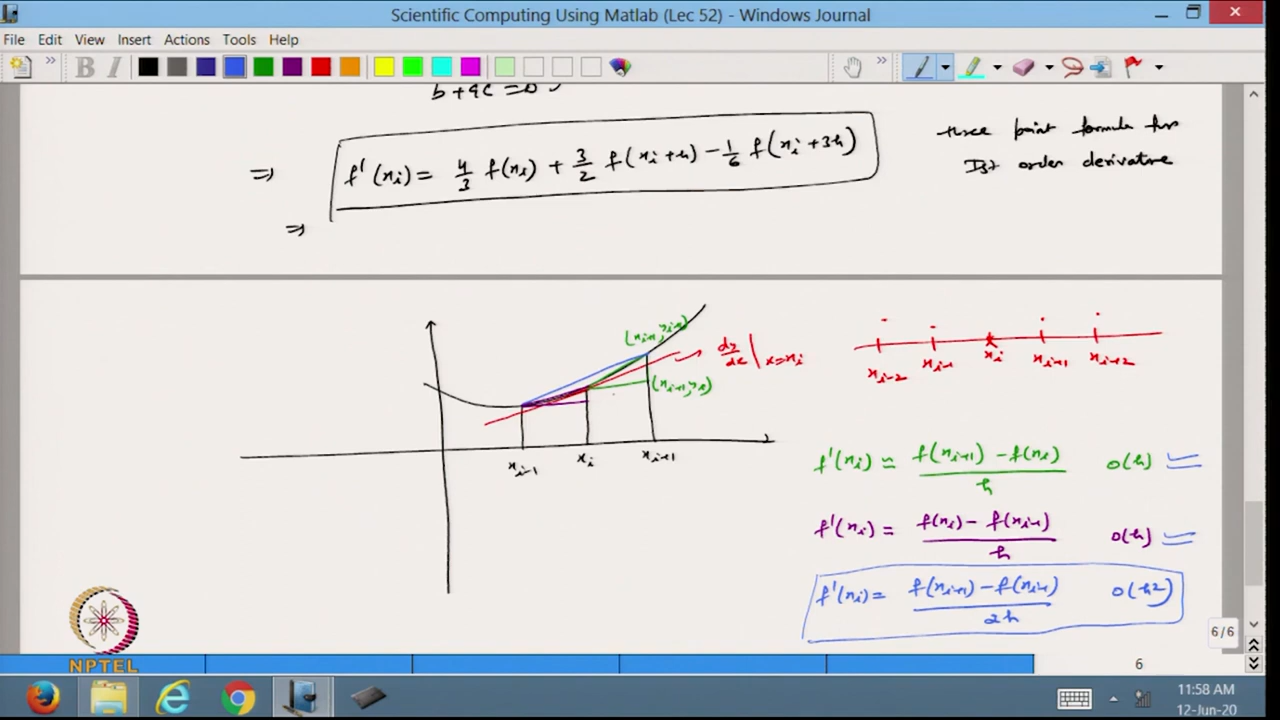 Scientific Computing Using Matlab (Lec 52) - Windows Journal
File Edit View Insert Actions Tools Help
b + 9c = 0
three point formula for
Ist order derivative
⇒ f'(xi) = 4/3 f(xi) + 3/2 f(xi+h) - 1/6 f(xi+3h)
⇒
dy/dx |x=xi
xi-2 xi-1 xi xi+1 xi+2
(xi+1, yi)
xi-1 xi xi+1
f'(xi) ≈ f(xi+1) - f(xi) / h O(h)
f'(xi) = f(xi) - f(xi-1) / h O(h)
f'(xi) = f(xi+1) - f(xi-1) / 2h O(h2)
6/6
NPTEL
6
11:58 AM
12-Jun-20